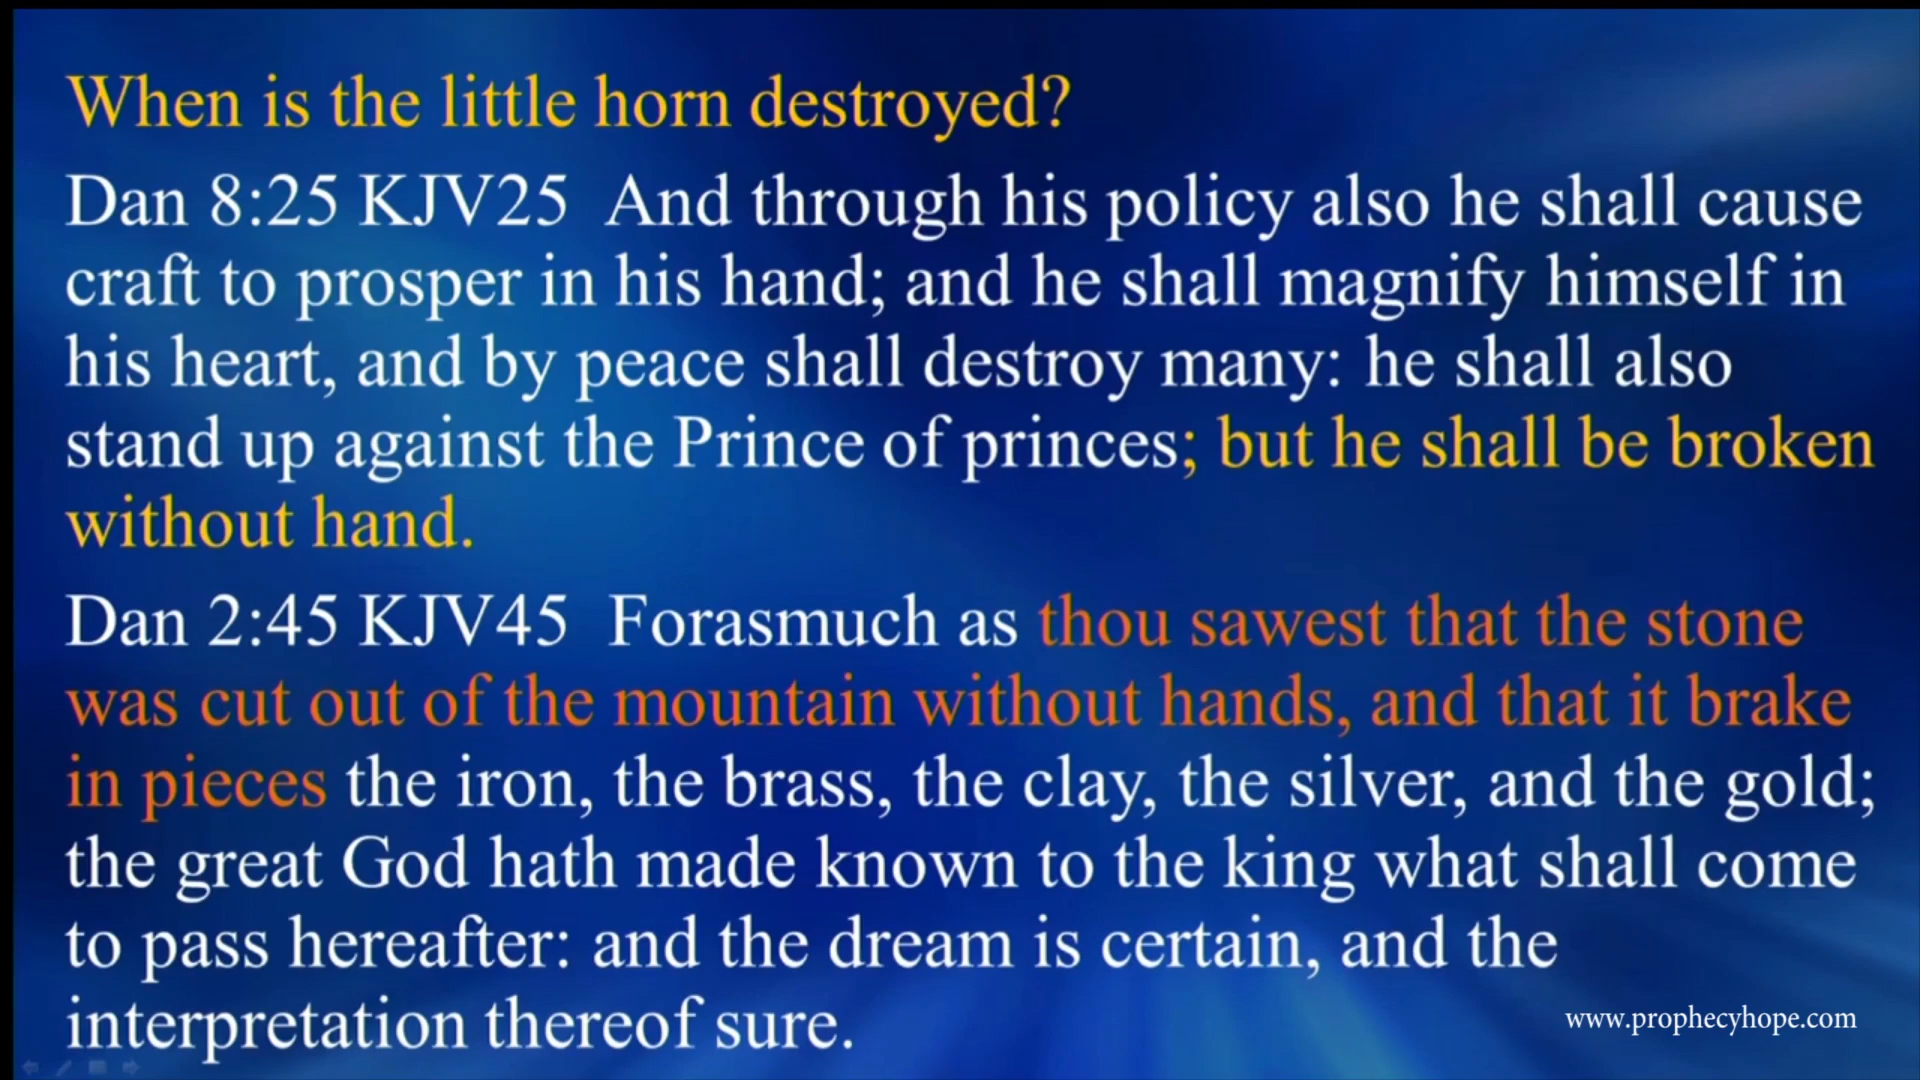 When is the little horn destroyed?
Dan 8:25 KJV25  And through his policy also he shall cause
craft to prosper in his hand; and he shall magnify himself in
his heart, and by peace shall destroy many: he shall also
stand up against the Prince of princes; but he shall be broken
without hand.
Dan 2:45 KJV45  Forasmuch as thou sawest that the stone
was cut out of the mountain without hands, and that it brake
in pieces the iron, the brass, the clay, the silver, and the gold;
the great God hath made known to the king what shall come
to pass hereafter: and the dream is certain, and the
interpretation thereof sure.
www.prophecyhope.com